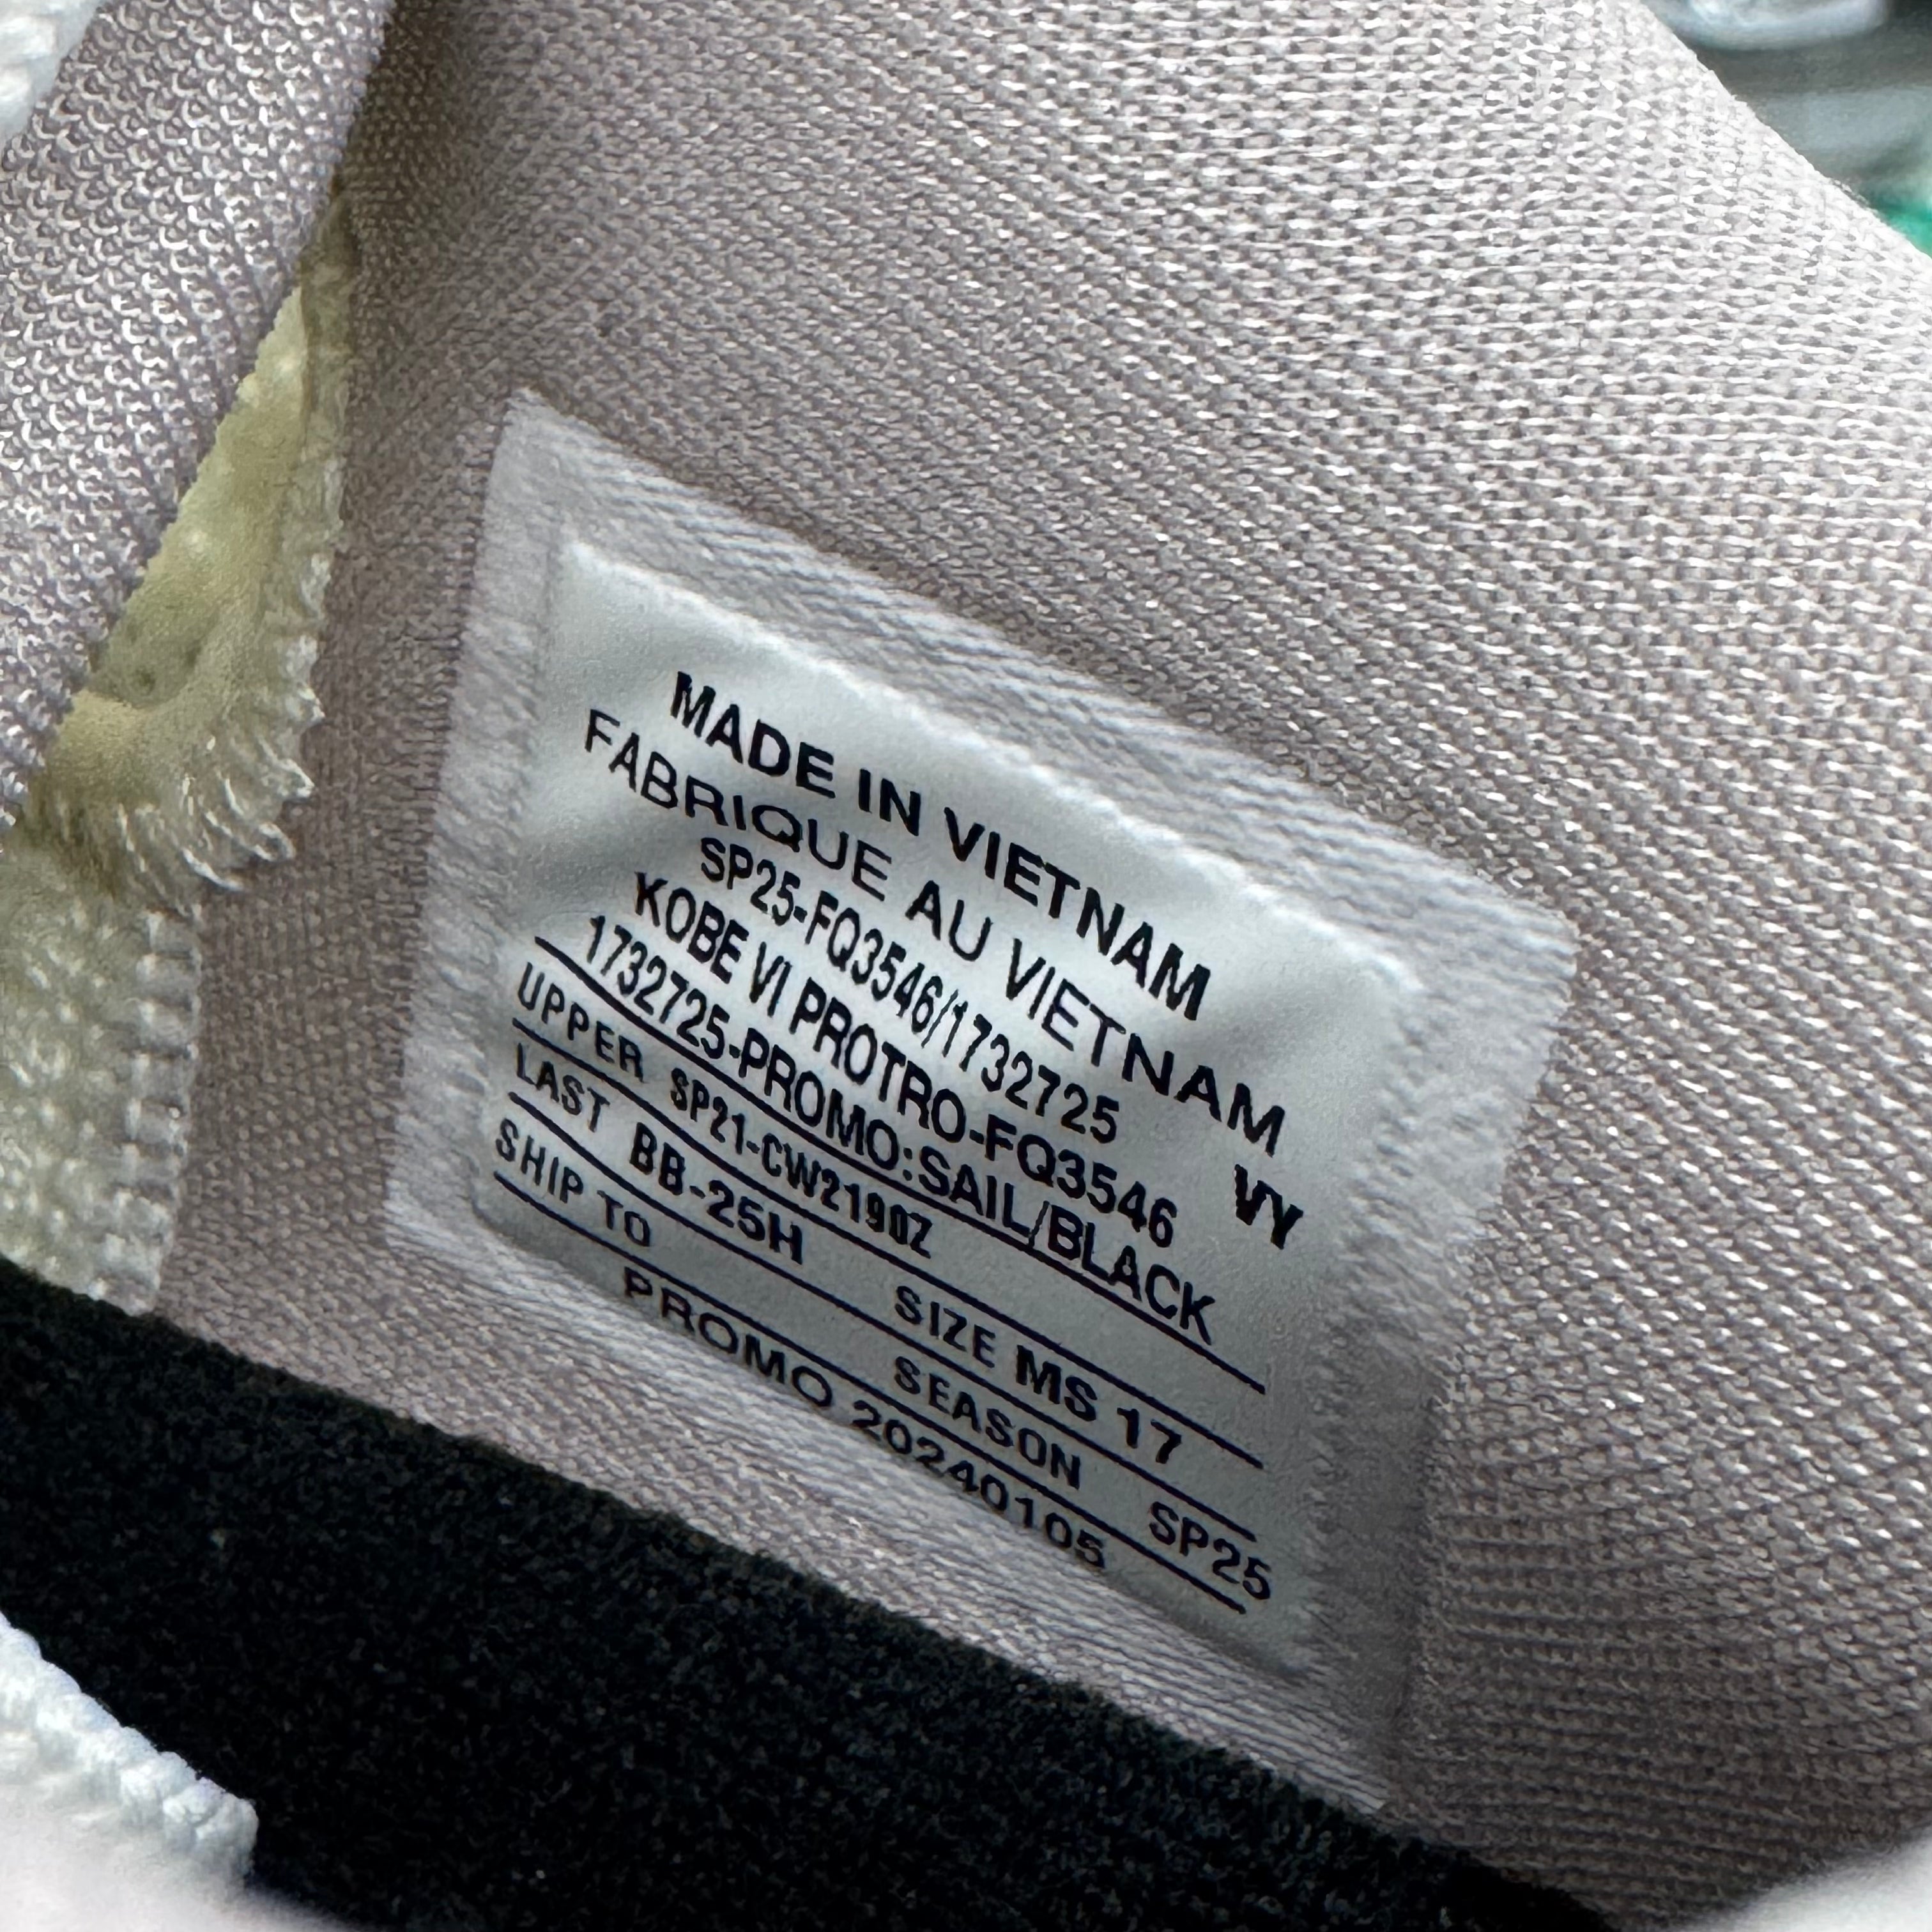 MADE IN VIETNAM
FABRIQUE AU VIETNAM
SP25-FQ3546/1732725 VY
KOBE VI PROTRO-FQ3546
1732725-PROMO:SAIL/BLACK
UPPER SP21-CW2190Z SIZE MS 17
LAST BB-25H SEASON SP25
SHIP TO
PROMO 20240105